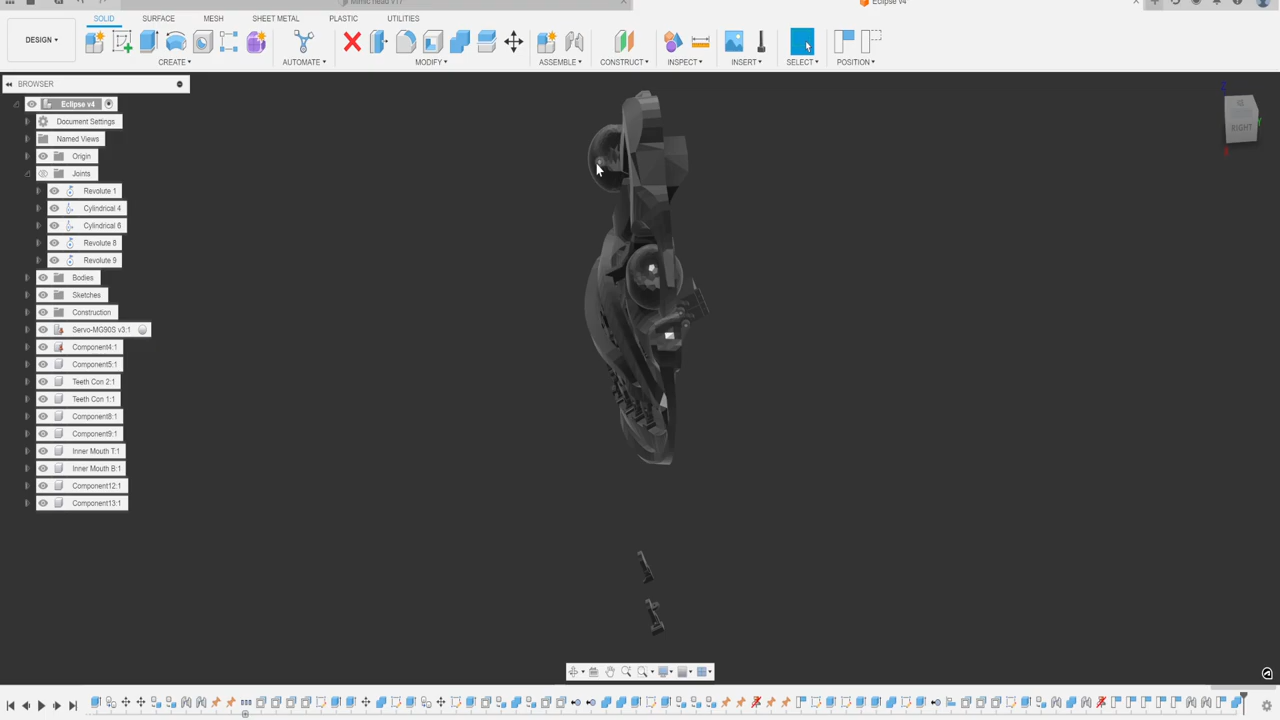 Mimic head v17
Eclipse v4
SOLID SURFACE MESH SHEET METAL PLASTIC UTILITIES
DESIGN
CREATE AUTOMATE MODIFY ASSEMBLE CONSTRUCT INSPECT INSERT SELECT POSITION
BROWSER
Eclipse v4
Document Settings
Named Views
Origin
Joints
Revolute 1
Cylindrical 4
Cylindrical 6
Revolute 8
Revolute 9
Bodies
Sketches
Construction
Servo-MG90S v3:1
Component4:1
Component5:1
Teeth Con 2:1
Teeth Con 1:1
Component8:1
Component9:1
Inner Mouth T:1
Inner Mouth B:1
Component12:1
Component13:1
Z
Y
RIGHT